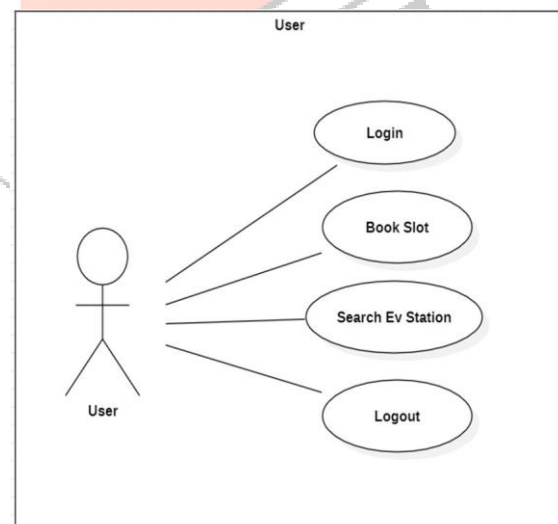 User
Login
Book Slot
Search Ev Station
Logout
User